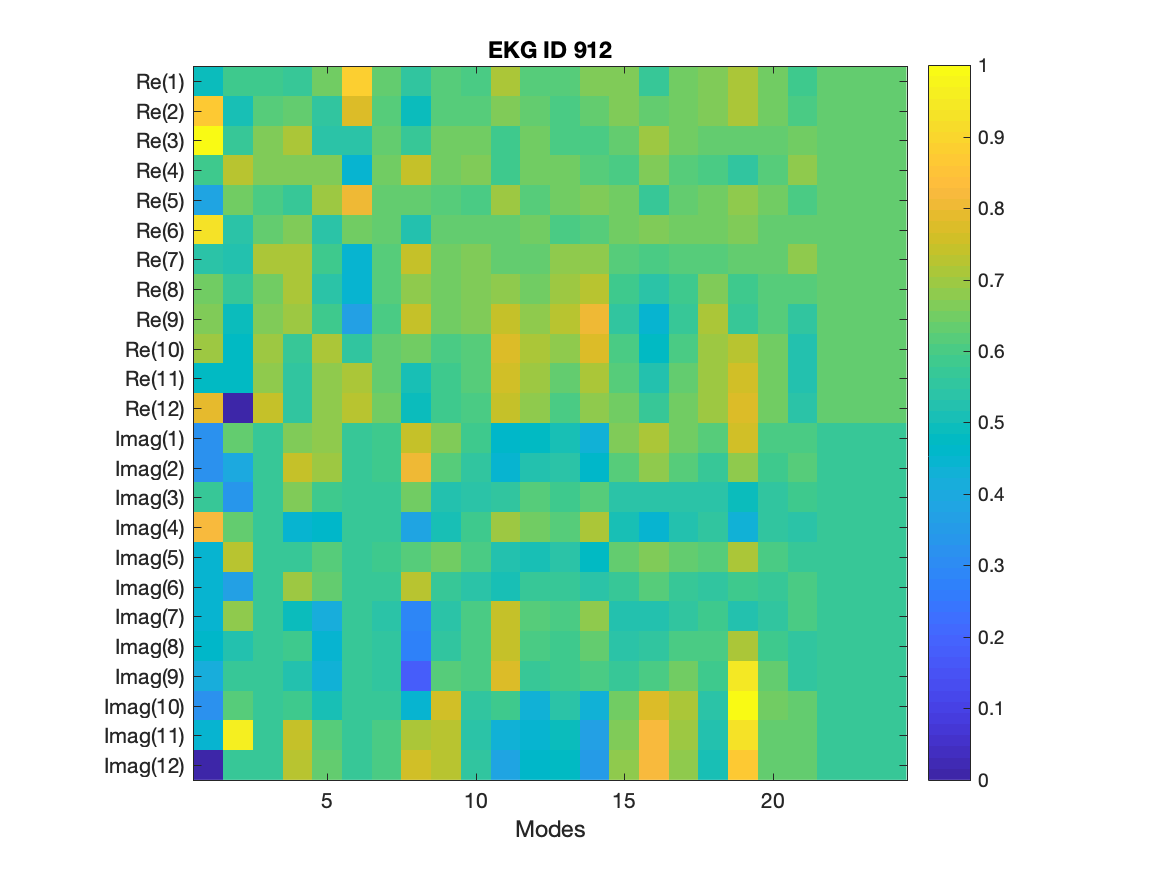 EKG ID 912
Re(1)
Re(2)
Re(3)
Re(4)
Re(5)
Re(6)
Re(7)
Re(8)
Re(9)
Re(10)
Re(11)
Re(12)
Imag(1)
Imag(2)
Imag(3)
Imag(4)
Imag(5)
Imag(6)
Imag(7)
Imag(8)
Imag(9)
Imag(10)
Imag(11)
Imag(12)
5 10 15 20
Modes
1
0.9
0.8
0.7
0.6
0.5
0.4
0.3
0.2
0.1
0